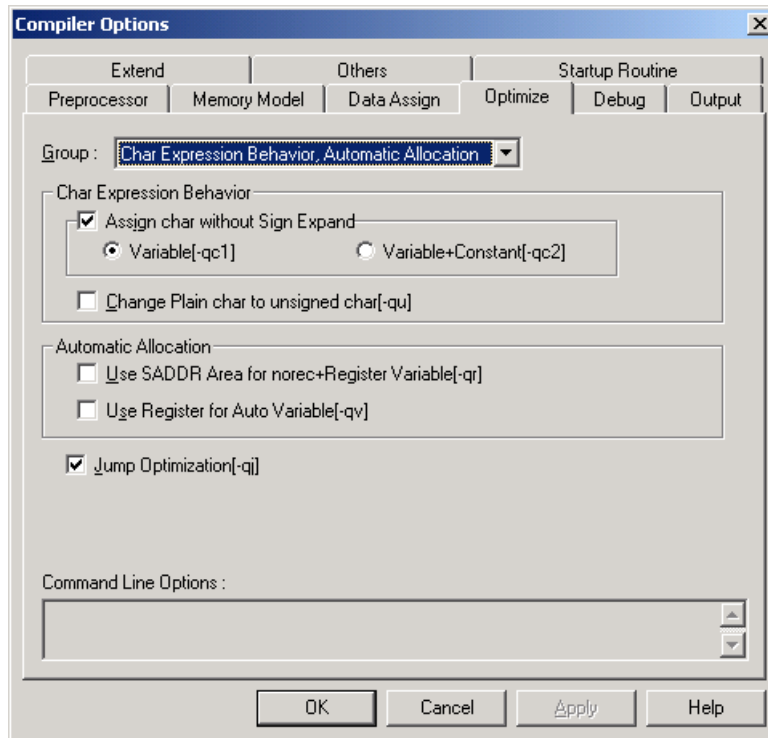 Compiler Options
Extend Others Startup Routine
Preprocessor Memory Model Data Assign Optimize Debug Output
Group : Char Expression Behavior, Automatic Allocation
Char Expression Behavior
Assign char without Sign Expand
Variable[-qc1] Variable+Constant[-qc2]
Change Plain char to unsigned char[-qu]
Automatic Allocation
Use SADDR Area for norec+Register Variable[-qr]
Use Register for Auto Variable[-qv]
Jump Optimization[-qj]
Command Line Options :
OK Cancel Apply Help